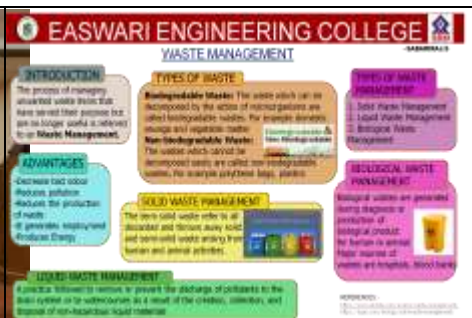 EASWARI ENGINEERING COLLEGE
WASTE MANAGEMENT
INTRODUCTION
The process of managing
unwanted waste items that
have served their purpose but
are no longer useful is referred
to as Waste Management.
TYPES OF WASTE
Biodegradable Waste: The waste which can be
decomposed by the action of microorganisms are
called biodegradable wastes. For example domestic
sewage and vegetable matter
Biodegradable &
Non Biodegradable
Non-biodegradable Waste:
The wastes which cannot be
decomposed easily are called non-biodegradable
wastes. For example polythene bags, plastics
TYPES OF WASTE
MANAGEMENT
1. Solid Waste Management
2. Liquid Waste Management
3. Biological Waste
Management
ADVANTAGES
-Decrease bad odour
-Reduces pollution
-Reduces the production
of waste
-It generates employment
-Produces Energy
SOLID WASTE MANAGEMENT
The term solid waste refer to all
discarded and thrown away solid
and semi-solid waste arising from
human and animal activities.
BIOLOGICAL WASTE
MANAGEMENT
Biological wastes are generated
during diagnosis or
production of
biological product
for human or animal
Major sources of
wastes are hospitals, blood banks
LIQUID WASTE MANAGEMENT
A practice followed to remove or prevent the discharge of pollutants to the
drain system or to watercourses as a result of the creation, collection, and
disposal of non-hazardous liquid materials
REFERENCES: